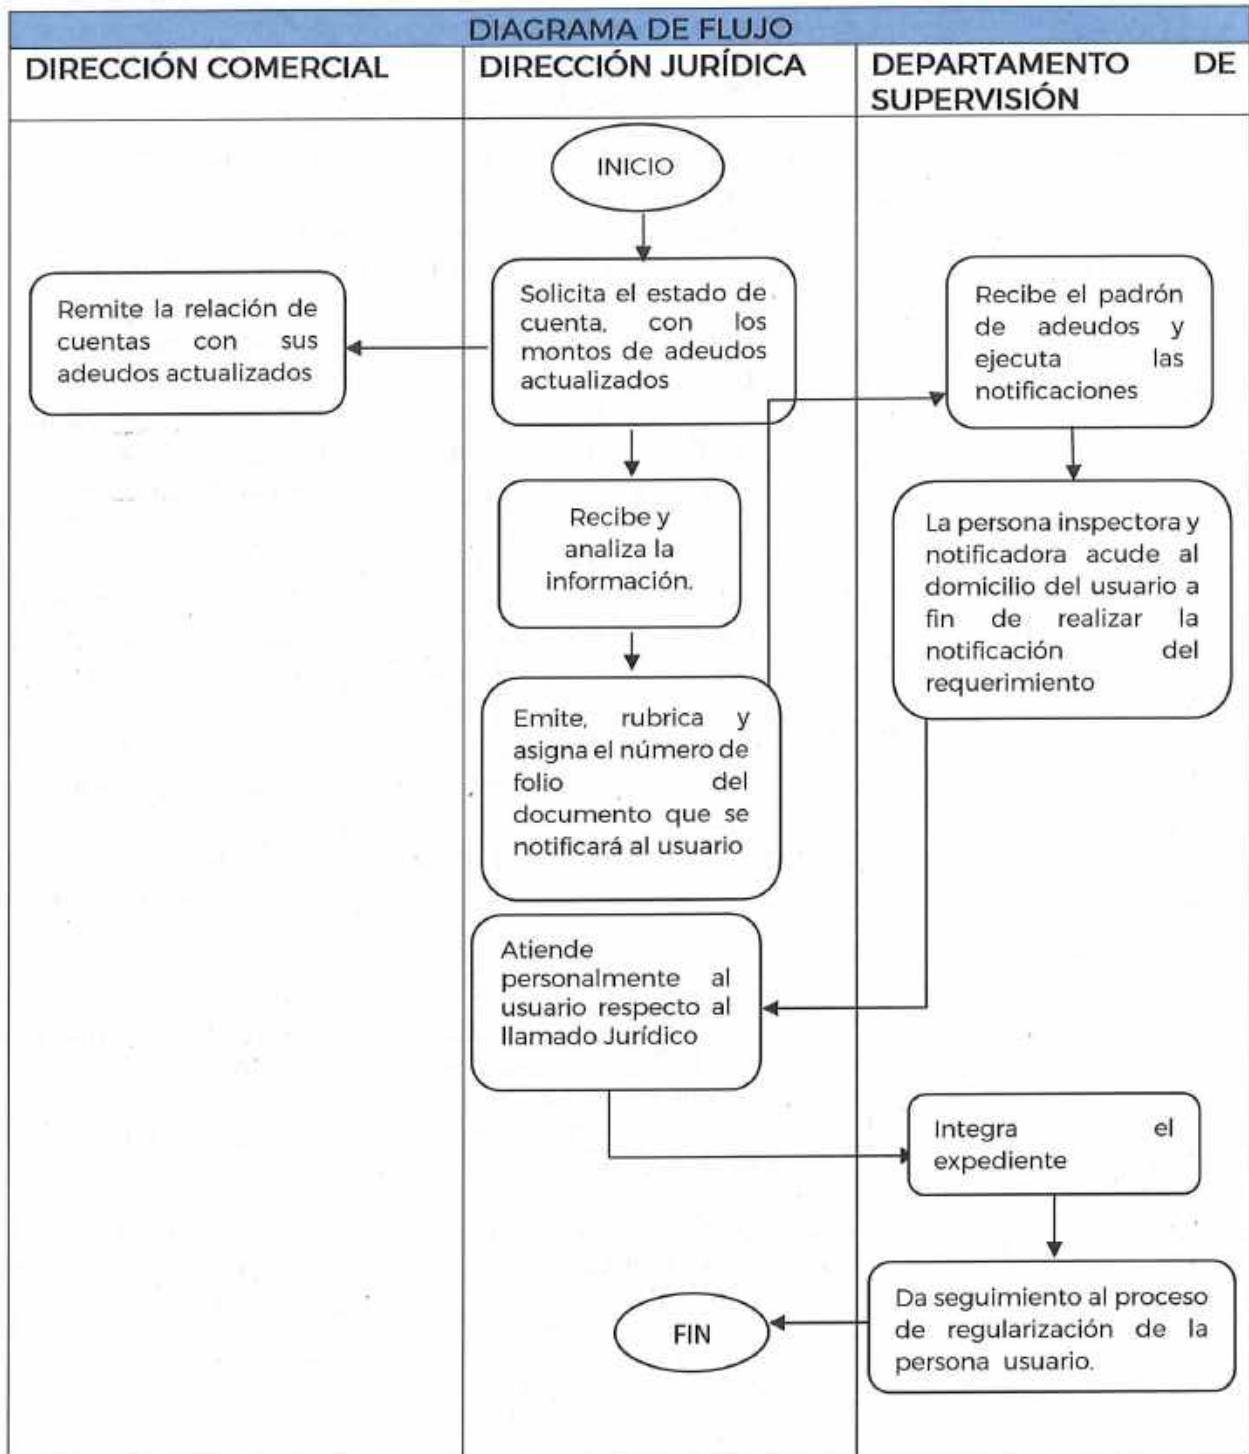 DIAGRAMA DE FLUJO
DIRECCIÓN COMERCIAL
DIRECCIÓN JURÍDICA
DEPARTAMENTO DE
SUPERVISIÓN
INICIO
Remite la relación de
cuentas con sus
adeudos actualizados
Solicita el estado de
cuenta, con los
montos de adeudos
actualizados
Recibe el padrón
de adeudos y
ejecuta las
notificaciones
Recibe y
analiza la
información.
La persona inspectora y
notificadora acude al
domicilio del usuario a
fin de realizar la
notificación del
requerimiento
Emite, rubrica y
asigna el número de
folio del
documento que se
notificará al usuario
Atiende
personalmente al
usuario respecto al
llamado Jurídico
Integra el
expediente
Da seguimiento al proceso
de regularización de la
persona usuario.
FIN